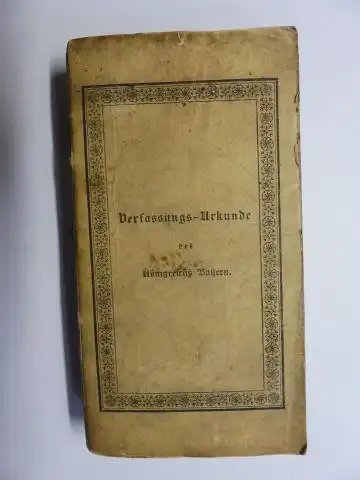 Verfassungs-Urkunde
des
Königreichs Bayern.